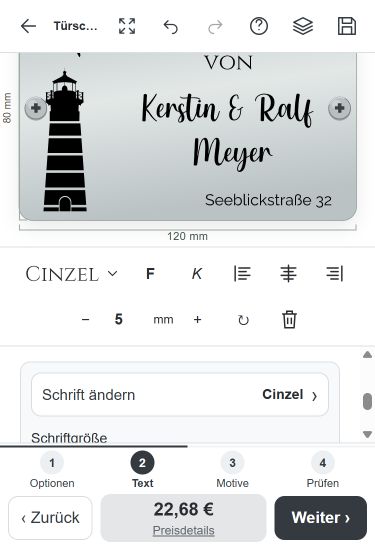 Türsc...
VON
Kerstin & Ralf
Meyer
Seeblickstraße 32
80 mm
120 mm
CINZEL F K
- 5 mm +
Schrift ändern Cinzel ›
Schriftgröße
1 2 3 4
Optionen Text Motive Prüfen
‹ Zurück 22,68 € Weiter ›
Preisdetails